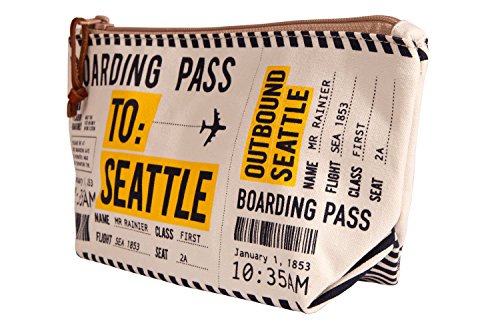 BOARDING PASS
TO:
SEATTLE
NAME MR RAINIER CLASS FIRST
FLIGHT SEA 1853 SEAT 2A
OUTBOUND
SEATTLE
NAME MR RAINIER
FLIGHT SEA 1853
CLASS FIRST
SEAT 2A
BOARDING PASS
January 1, 1853
10:35AM